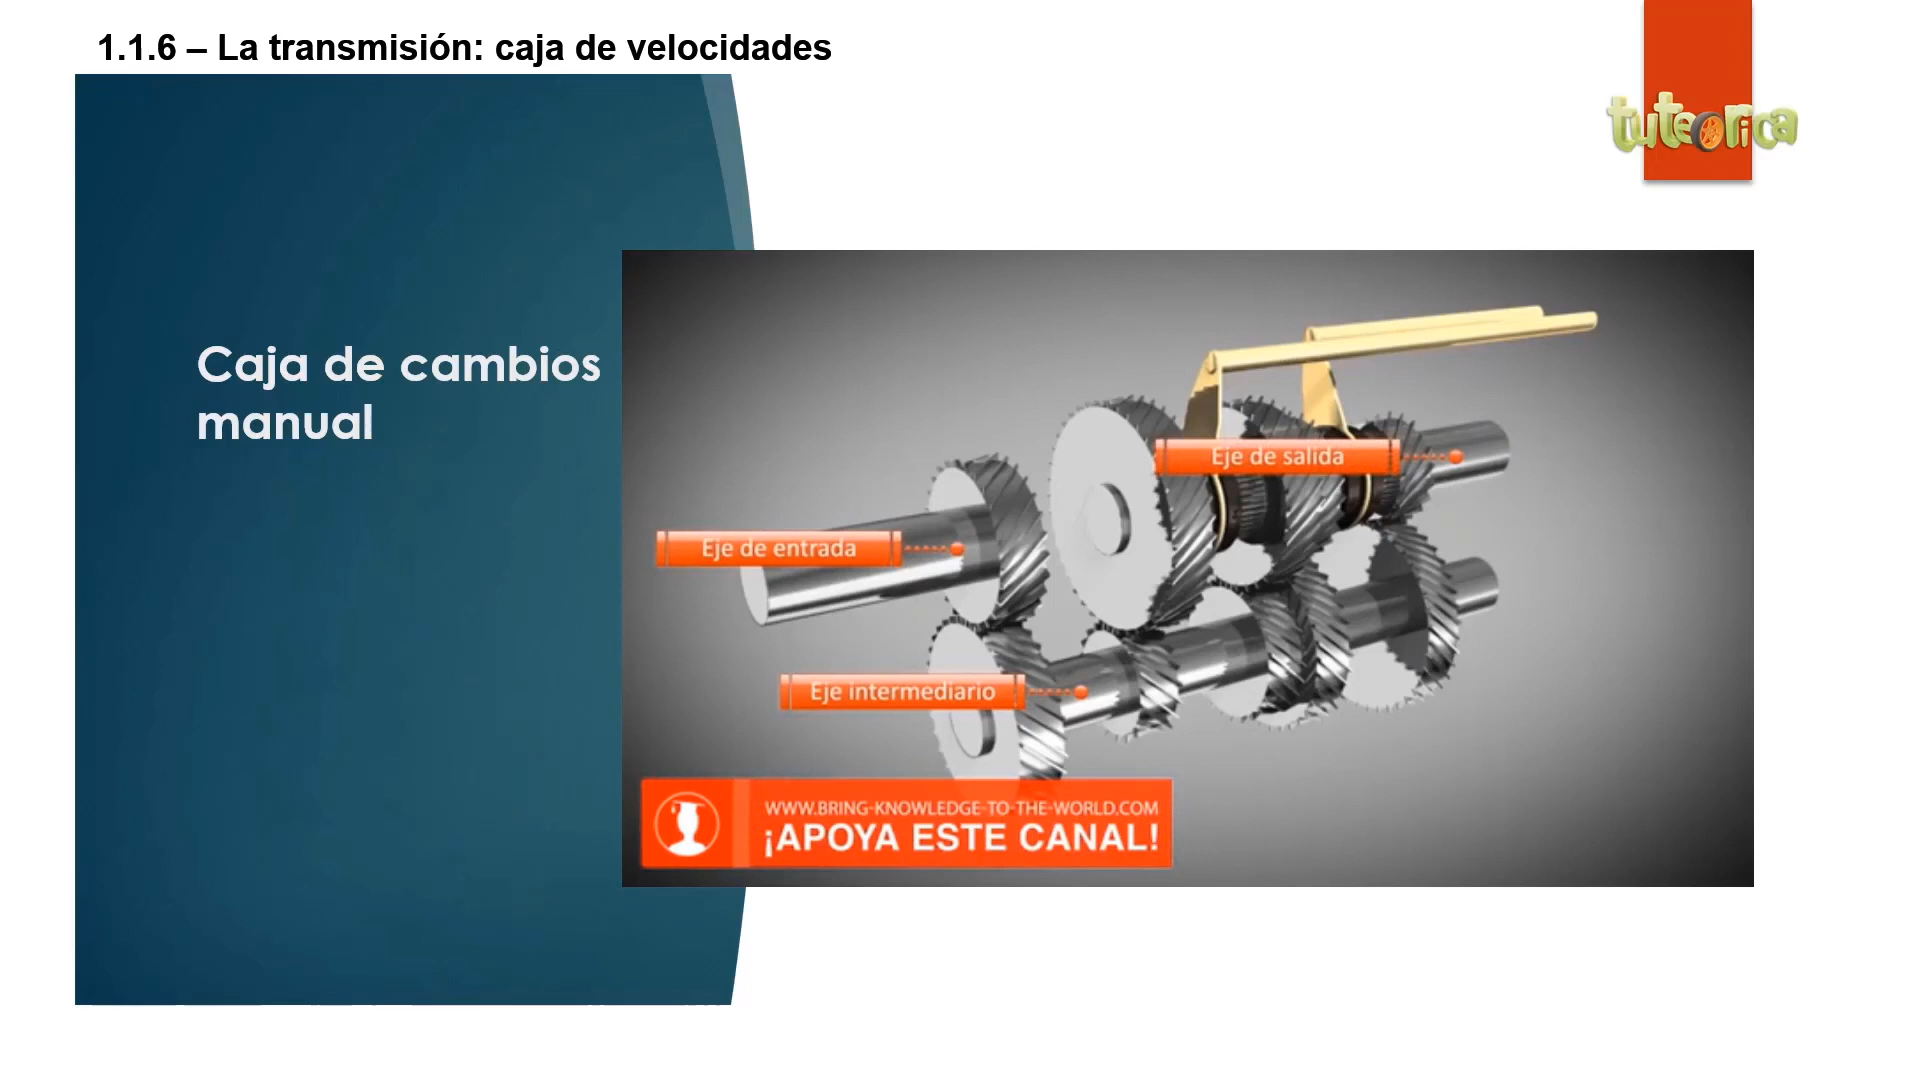 1.1.6 – La transmisión: caja de velocidades
tuteorica
Caja de cambios
manual
Eje de salida
Eje de entrada
Eje intermediario
WWW.BRING-KNOWLEDGE-TO-THE-WORLD.COM
¡APOYA ESTE CANAL!